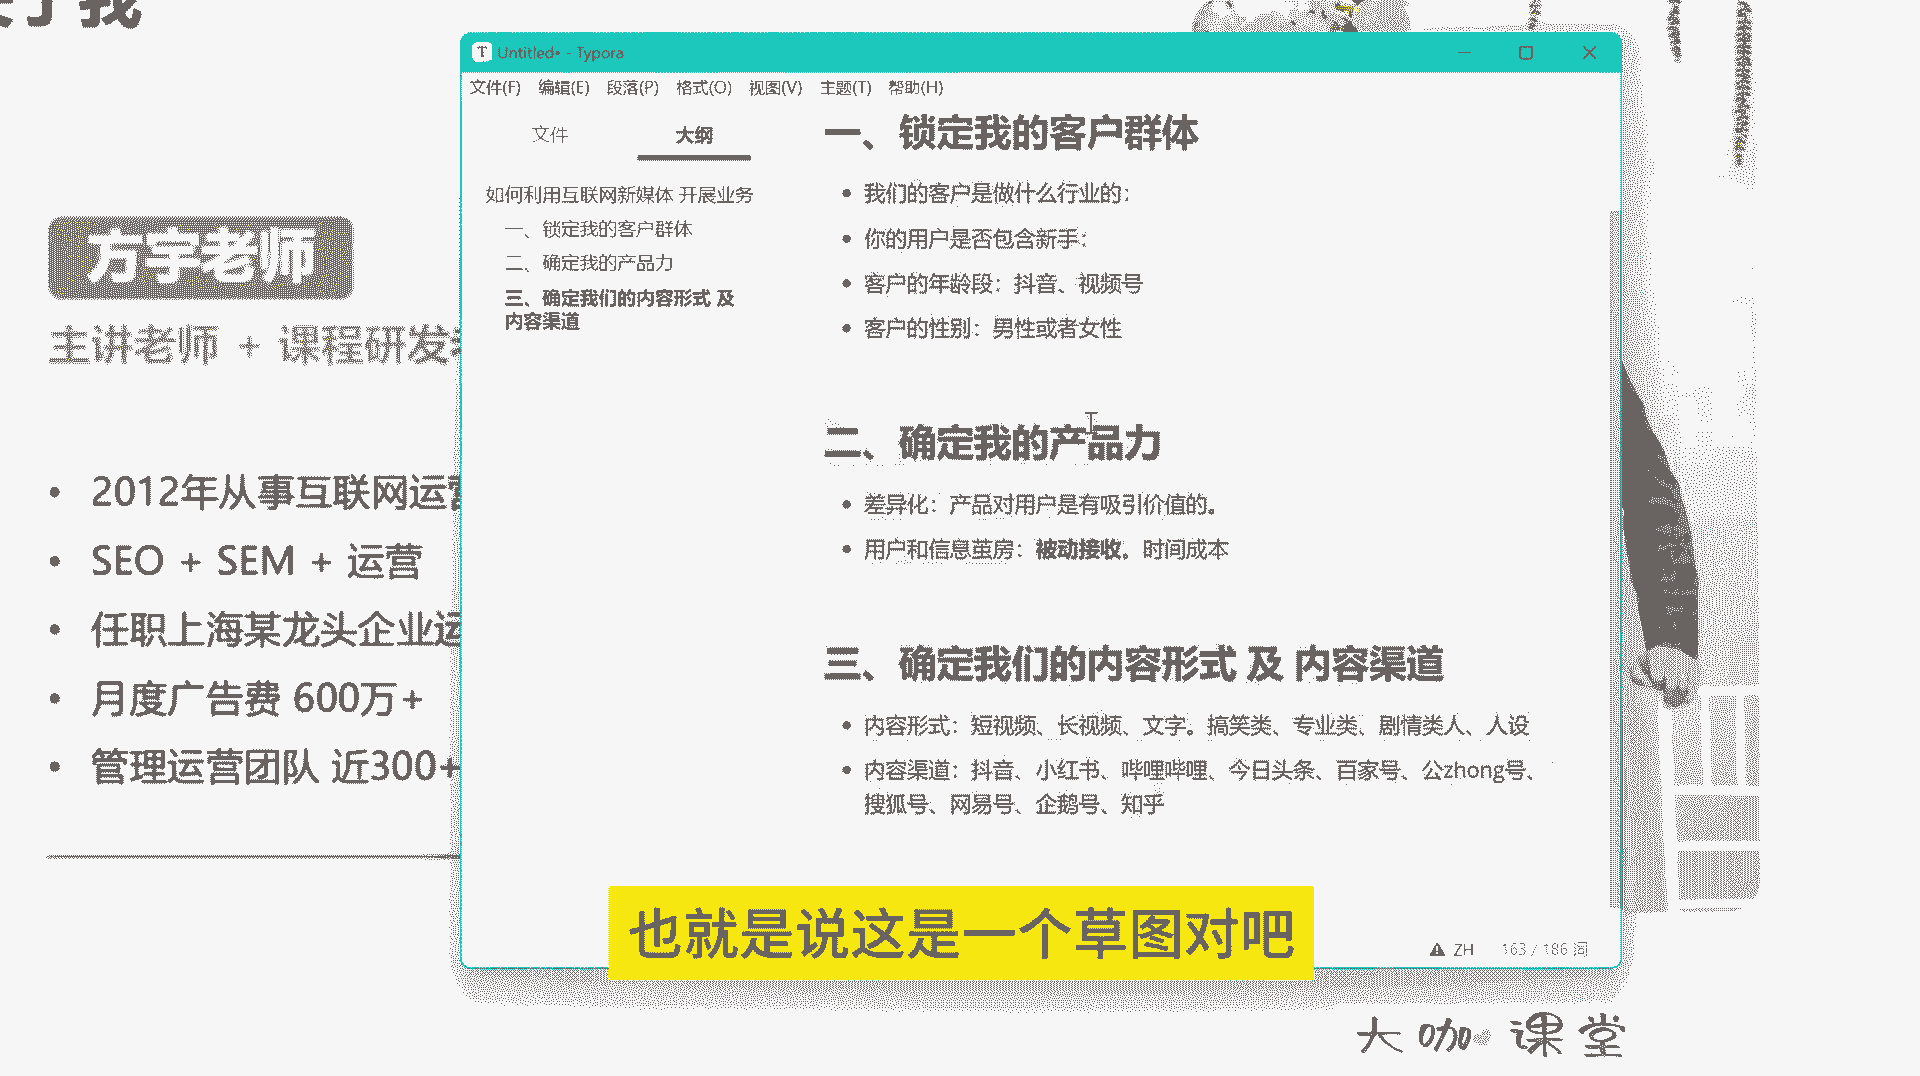 我
方宇老师
主讲老师 + 课程研发
2012年从事互联网运营
SEO + SEM + 运营
任职上海某龙头企业运
月度广告费 600万+
管理运营团队 近300+
Untitled• - Typora
文件(F) 编辑(E) 段落(P) 格式(O) 视图(V) 主题(T) 帮助(H)
文件 大纲
如何利用互联网新媒体 开展业务
一、锁定我的客户群体
二、确定我的产品力
三、确定我们的内容形式 及
内容渠道
一、锁定我的客户群体
我们的客户是做什么行业的：
你的用户是否包含新手：
客户的年龄段：抖音、视频号
客户的性别：男性或者女性
二、确定我的产品力
差异化：产品对用户是有吸引价值的。
用户和信息茧房：被动接收。时间成本
三、确定我们的内容形式 及 内容渠道
内容形式：短视频、长视频、文字。搞笑类、专业类、剧情类人、人设
内容渠道：抖音、小红书、哔哩哔哩、今日头条、百家号、公zhong号、
搜狐号、网易号、企鹅号、知乎
也就是说这是一个草图对吧
ZH 163 / 186 词
大咖课堂